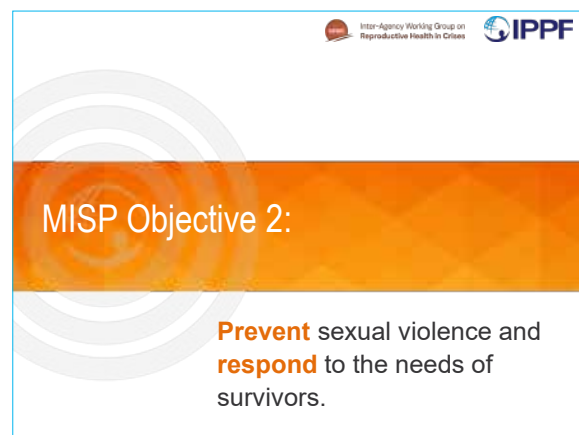 Inter-Agency Working Group on
Reproductive Health in Crises
IPPF
MISP Objective 2:
Prevent sexual violence and
respond to the needs of
survivors.